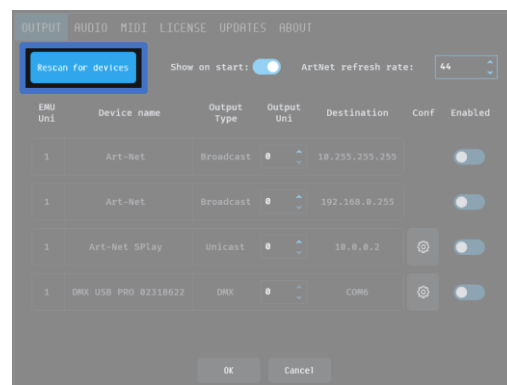 OUTPUT AUDIO MIDI LICENSE UPDATES ABOUT
Rescan for devices Show on start: ArtNet refresh rate: 44
EMU Uni Device name Output Type Output Uni Destination Conf Enabled
1 Art-Net Broadcast 0 10.255.255.255
1 Art-Net Broadcast 0 192.168.0.255
1 Art-Net SPlay Unicast 0 10.0.0.2
1 DMX USB PRO 02318622 DMX 0 COM6
OK Cancel